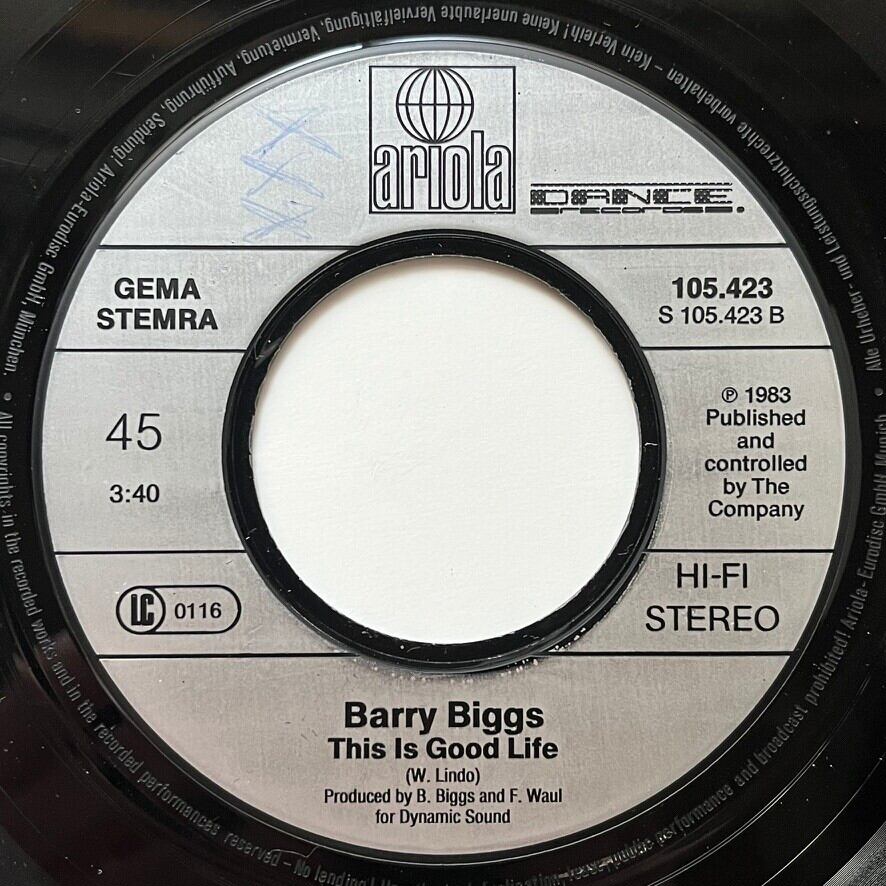 ariola
DANCE
records.
GEMA
STEMRA
105.423
S 105.423 B
45
3:40
℗ 1983
Published
and
controlled
by The
Company
LC 0116
HI-FI
STEREO
Barry Biggs
This Is Good Life
(W. Lindo)
Produced by B. Biggs and F. Waul
for Dynamic Sound
Alle Urheber- und Leistungsschutzrechte vorbehalten – Kein Verleih! Keine unerlaubte Vervielfältigung, Vermietung, Aufführung, Sendung! Ariola-Eurodisc GmbH, München. •
All copyrights in the recorded works and in the recorded performances reserved – No lending! public performance and broadcast prohibited! Ariola-Eurodisc GmbH Munich •